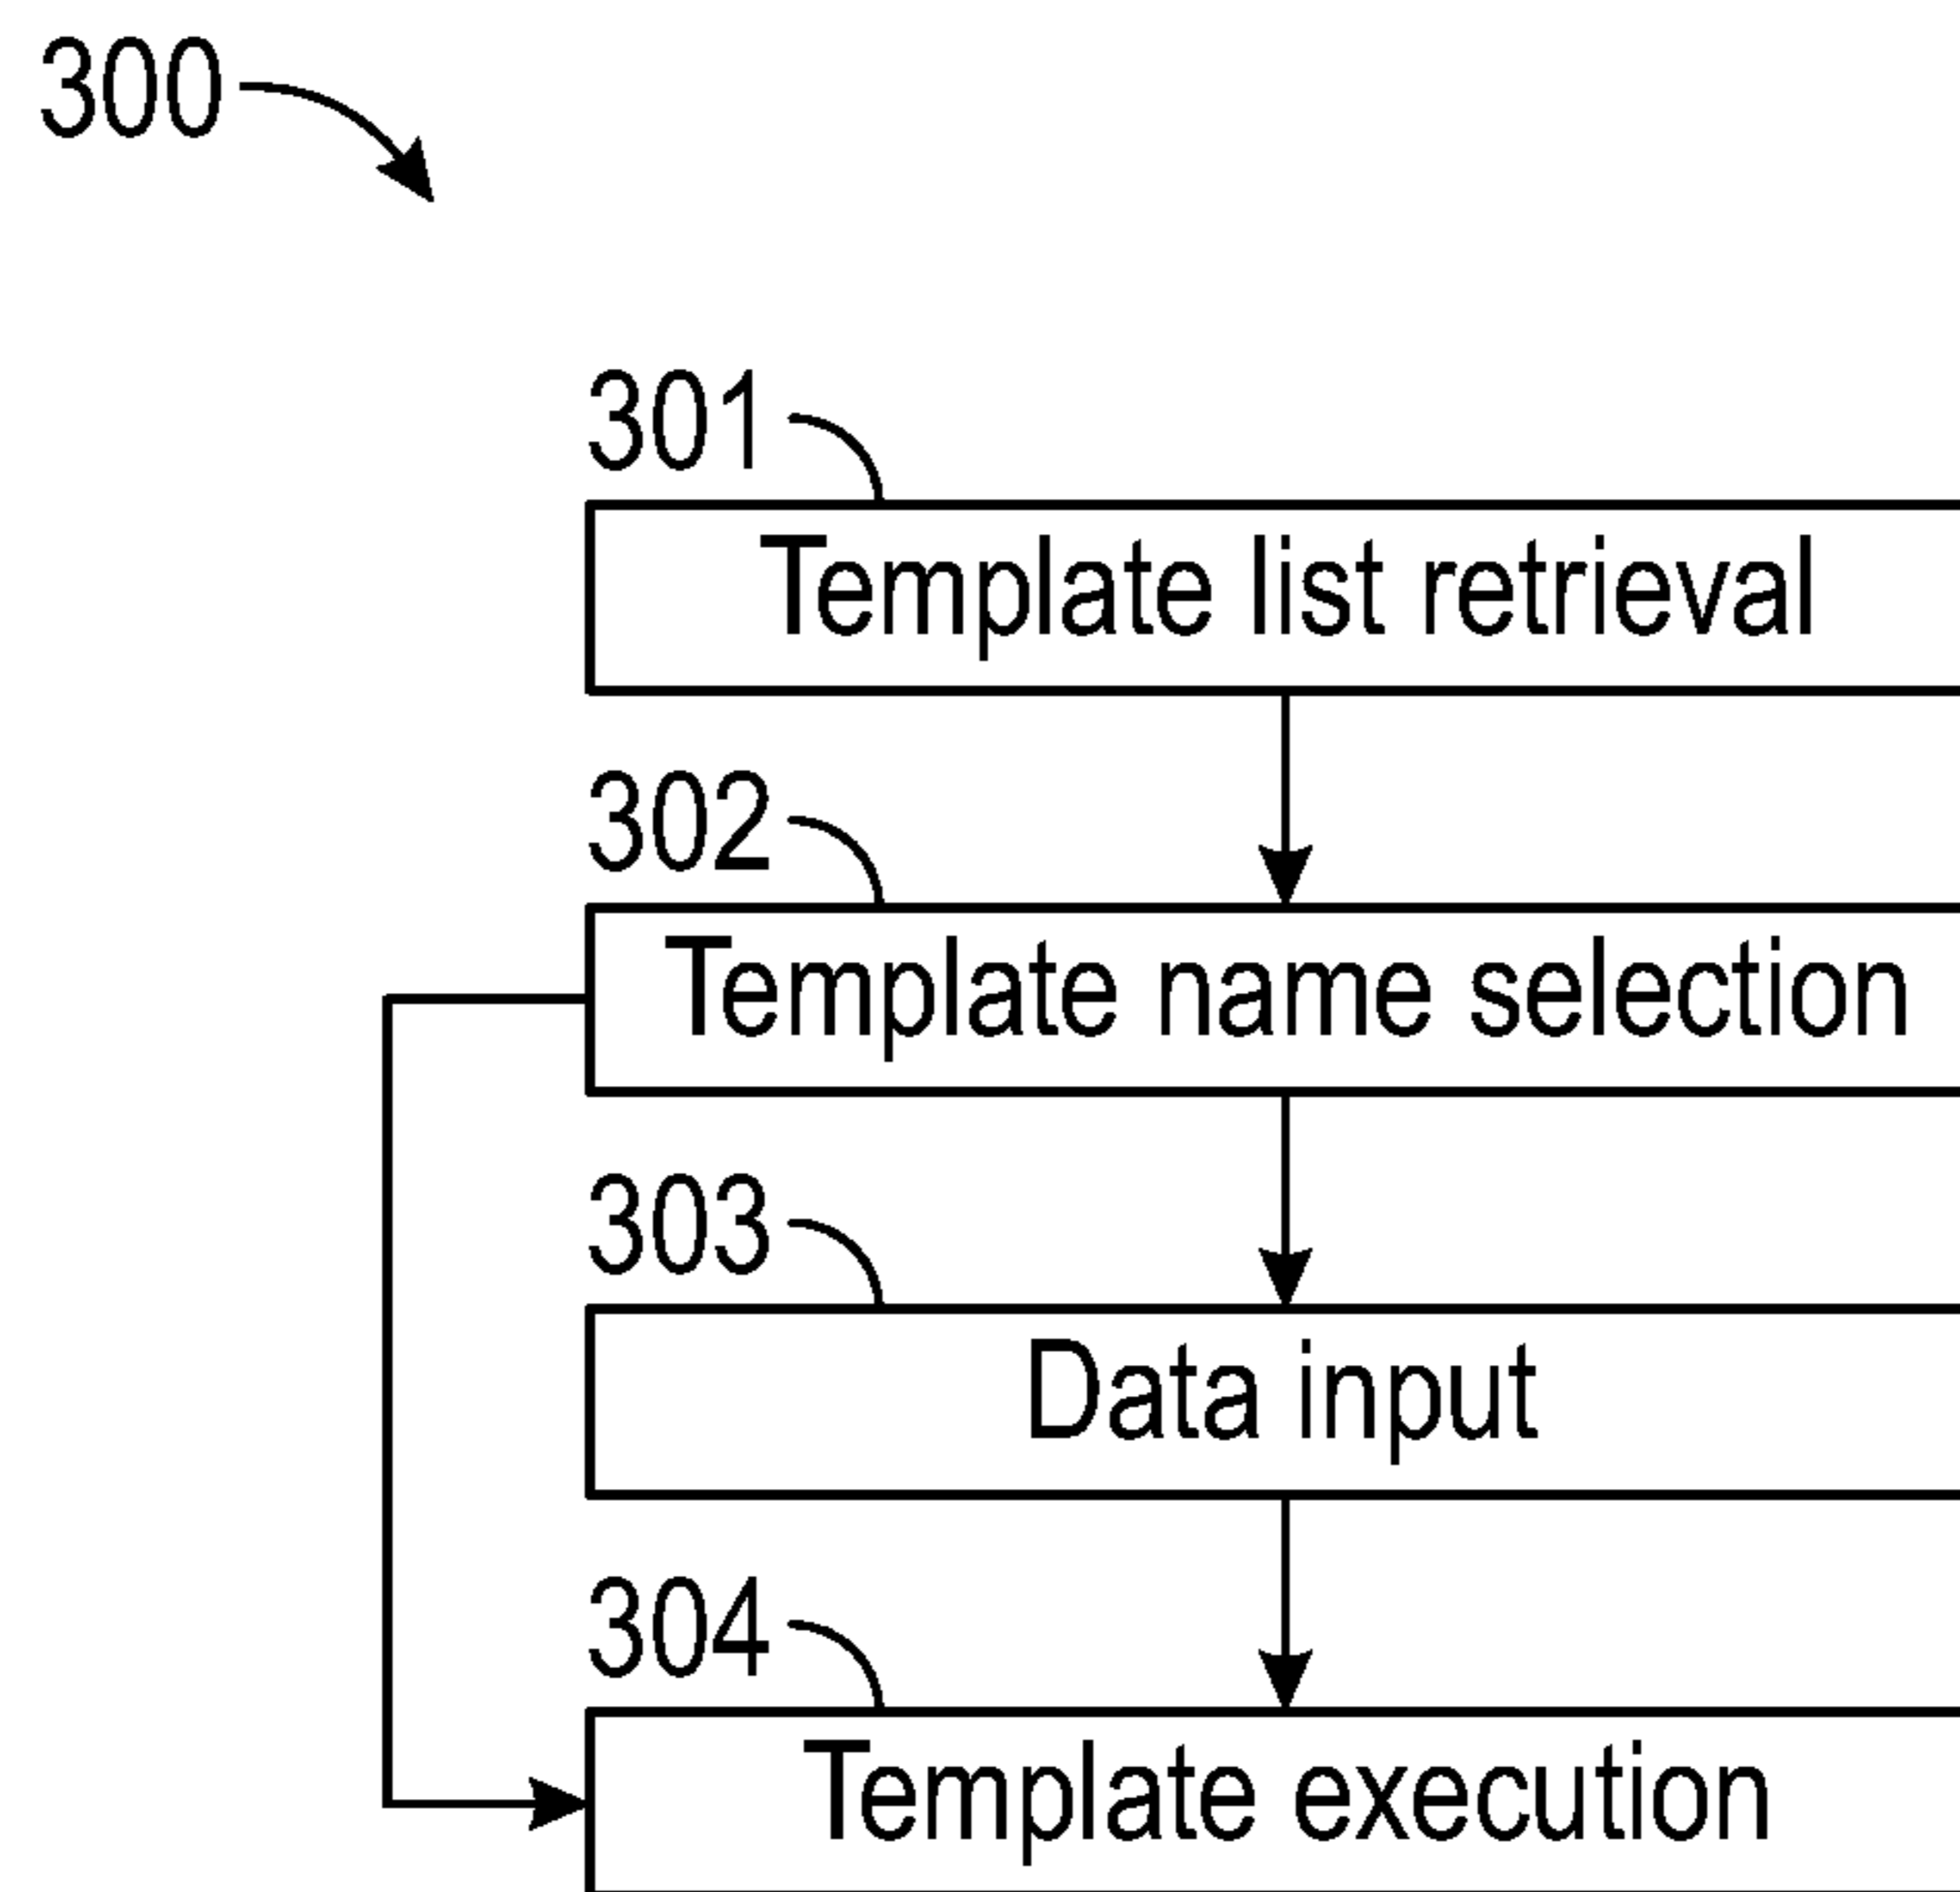 300
301
Template list retrieval
302
Template name selection
303
Data input
304
Template execution